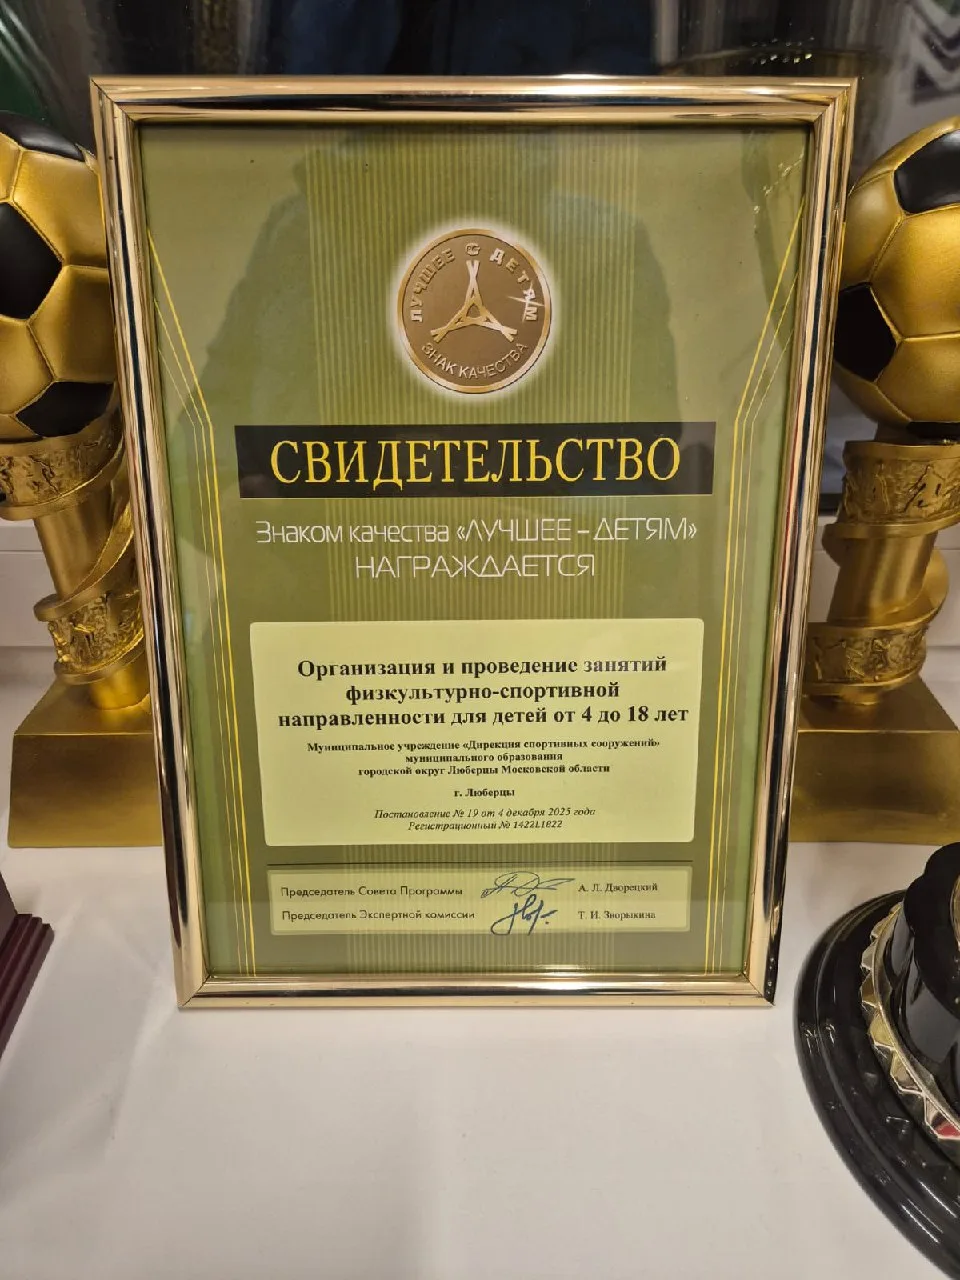 ЛУЧШЕЕ ДЕТЯМ
ЗНАК КАЧЕСТВА
СВИДЕТЕЛЬСТВО
Знаком качества «ЛУЧШЕЕ – ДЕТЯМ»
НАГРАЖДАЕТСЯ
Организация и проведение занятий
физкультурно-спортивной
направленности для детей от 4 до 18 лет
Муниципальное учреждение «Дирекция спортивных сооружений»
муниципального образования
городской округ Люберцы Московской области
г. Люберцы
Постановление № 19 от 4 декабря 2025 года
Регистрационный № 1422L1822
Председатель Совета Программы А. Л. Дворецкий
Председатель Экспертной комиссии Т. И. Зворыкина